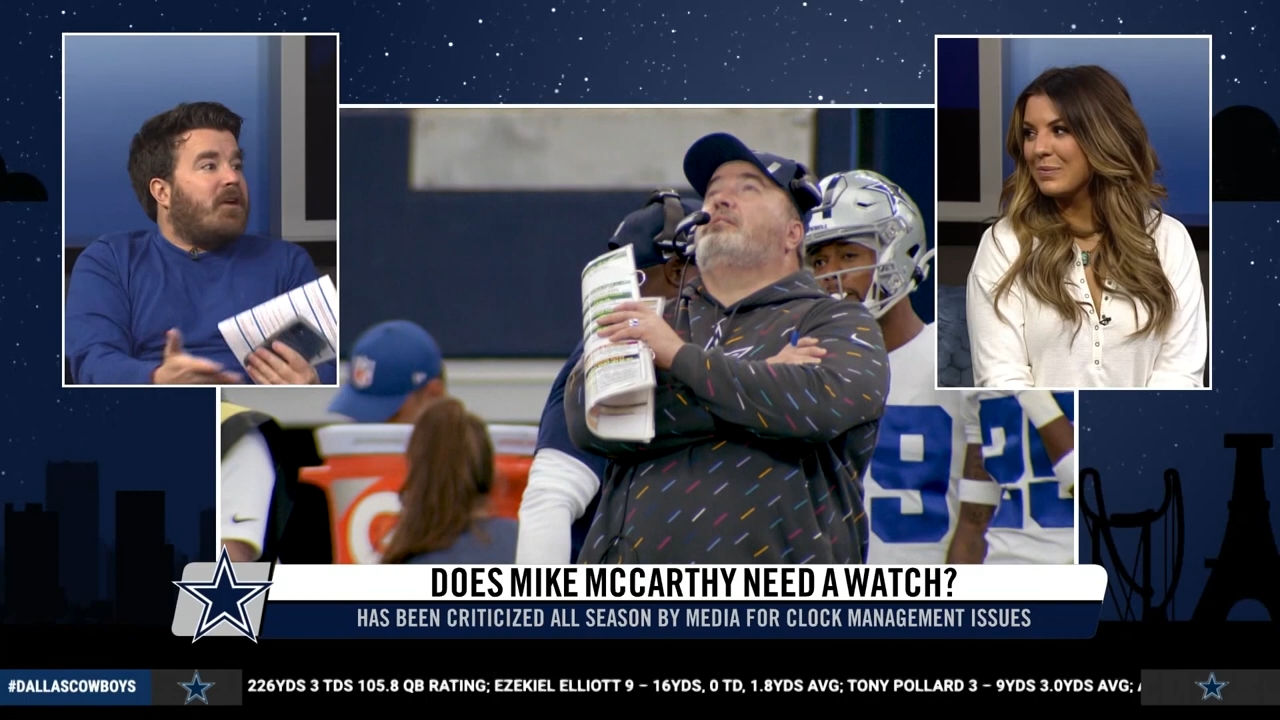 9
25
DOES MIKE MCCARTHY NEED A WATCH?
HAS BEEN CRITICIZED ALL SEASON BY MEDIA FOR CLOCK MANAGEMENT ISSUES
#DALLASCOWBOYS
226YDS 3 TDS 105.8 QB RATING; EZEKIEL ELLIOTT 9 – 16YDS, 0 TD, 1.8YDS AVG; TONY POLLARD 3 – 9YDS 3.0YDS AVG;